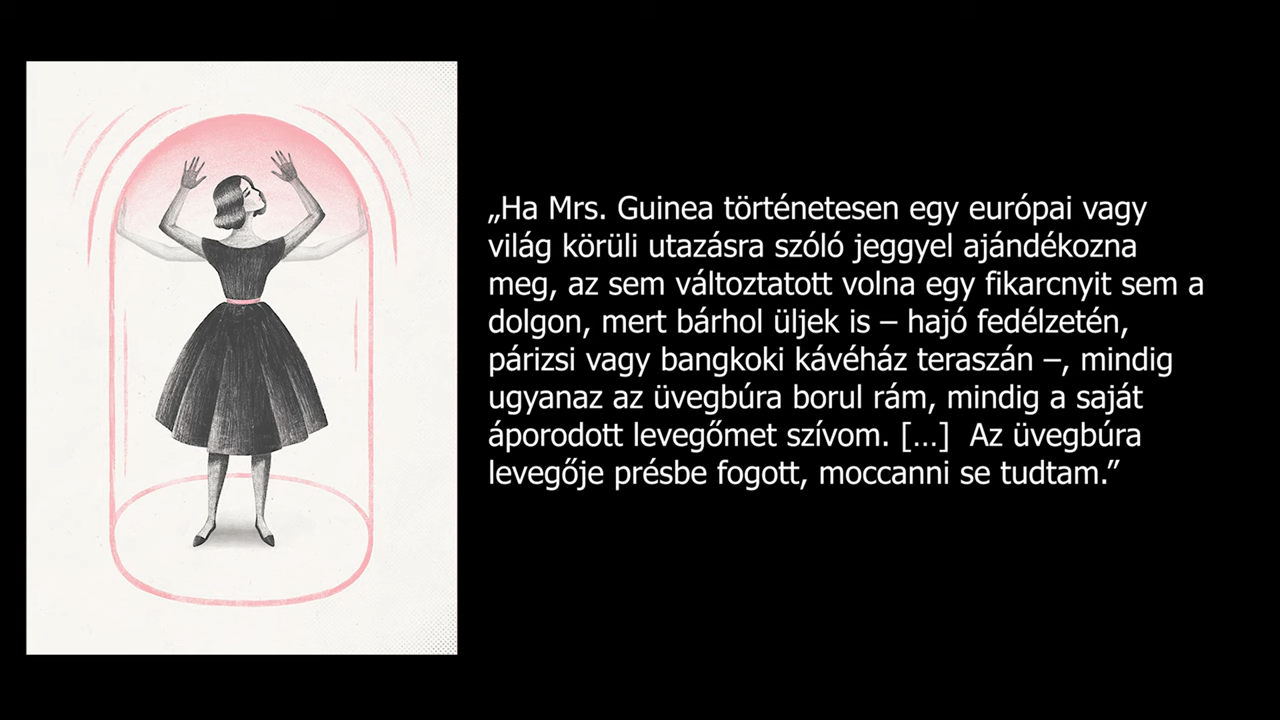 „Ha Mrs. Guinea történetesen egy európai vagy
világ körüli utazásra szóló jeggyel ajándékozna
meg, az sem változtatott volna egy fikarcnyit sem a
dolgon, mert bárhol üljek is – hajó fedélzetén,
párizsi vagy bangkoki kávéház teraszán –, mindig
ugyanaz az üvegbúra borul rám, mindig a saját
áporodott levegőmet szívom. […]  Az üvegbúra
levegője présbe fogott, moccanni se tudtam.”